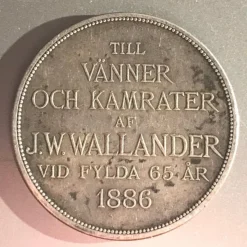 TILL
VÄNNER
OCH KAMRATER
AF
J.W.WALLANDER
VID FYLDA 65 ÅR
1886